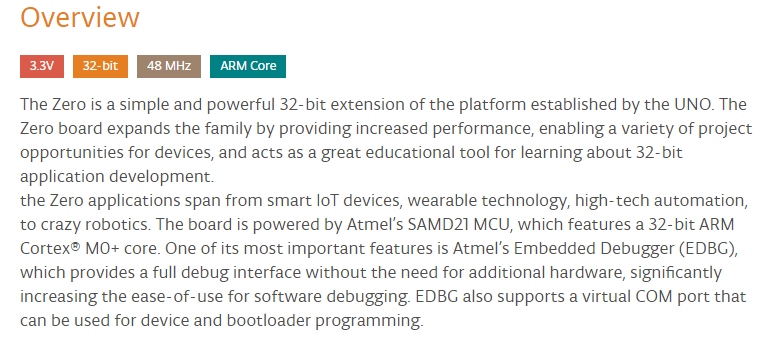 Overview
3.3V 32-bit 48 MHz ARM Core
The Zero is a simple and powerful 32-bit extension of the platform established by the UNO. The
Zero board expands the family by providing increased performance, enabling a variety of project
opportunities for devices, and acts as a great educational tool for learning about 32-bit
application development.
the Zero applications span from smart IoT devices, wearable technology, high-tech automation,
to crazy robotics. The board is powered by Atmel’s SAMD21 MCU, which features a 32-bit ARM
Cortex® M0+ core. One of its most important features is Atmel’s Embedded Debugger (EDBG),
which provides a full debug interface without the need for additional hardware, significantly
increasing the ease-of-use for software debugging. EDBG also supports a virtual COM port that
can be used for device and bootloader programming.